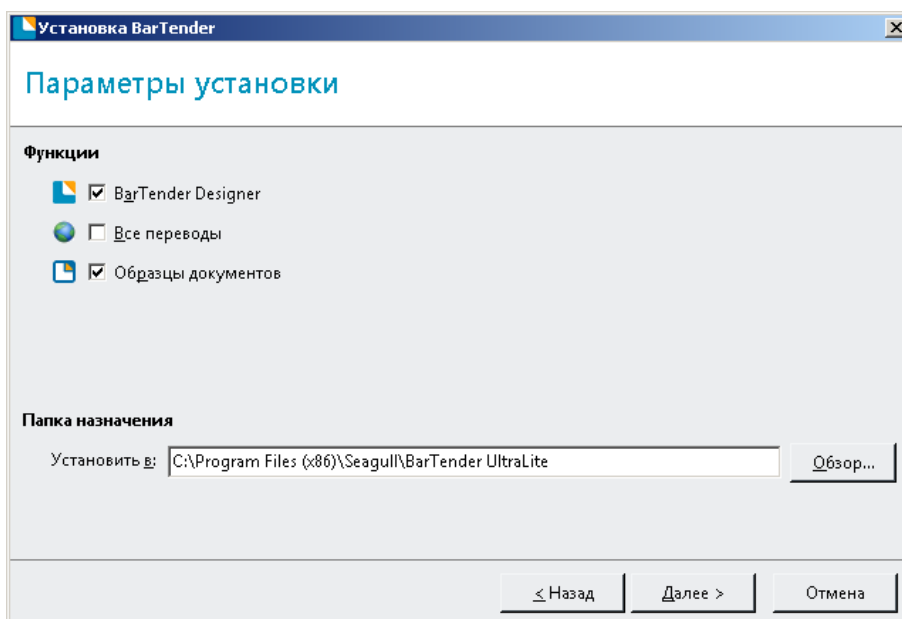 Установка BarTender
Параметры установки
Функции
BarTender Designer
Все переводы
Образцы документов
Папка назначения
Установить в: C:\Program Files (x86)\Seagull\BarTender UltraLite Обзор...
< Назад Далее > Отмена